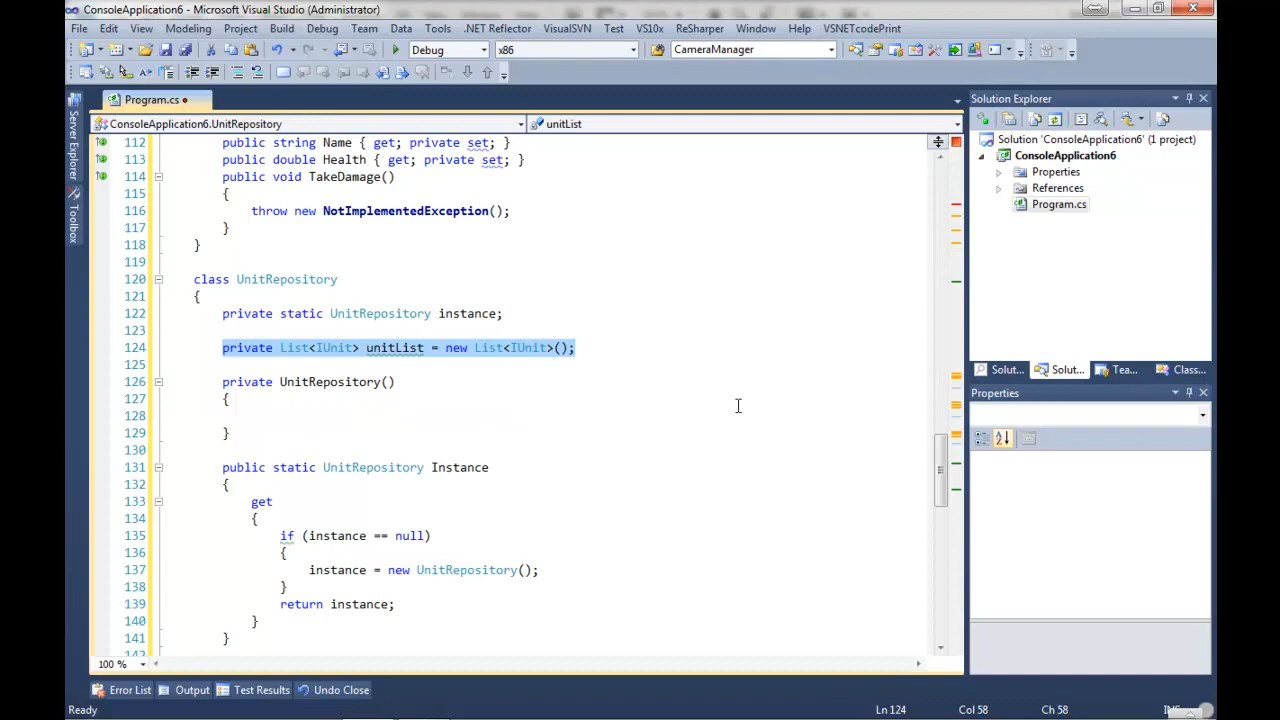 ConsoleApplication6 - Microsoft Visual Studio (Administrator)
File Edit View Modeling Project Build Debug Team Data Tools .NET Reflector VisualSVN Test VS10x ReSharper Window Help VSNETcodePrint
Debug x86 CameraManager
Program.cs
ConsoleApplication6.UnitRepository unitList
Server Explorer
Toolbox
112 public string Name { get; private set; }
113 public double Health { get; private set; }
114 public void TakeDamage()
115 {
116 throw new NotImplementedException();
117 }
118 }
119
120 class UnitRepository
121 {
122 private static UnitRepository instance;
123
124 private List<IUnit> unitList = new List<IUnit>();
125
126 private UnitRepository()
127 {
128
129 }
130
131 public static UnitRepository Instance
132 {
133 get
134 {
135 if (instance == null)
136 {
137 instance = new UnitRepository();
138 }
139 return instance;
140 }
141 }
100 %
Solution Explorer
Solution 'ConsoleApplication6' (1 project)
ConsoleApplication6
Properties
References
Program.cs
Solut... Solut... Tea... Class...
Properties
Error List Output Test Results Undo Close
Ready Ln 124 Col 58 Ch 58